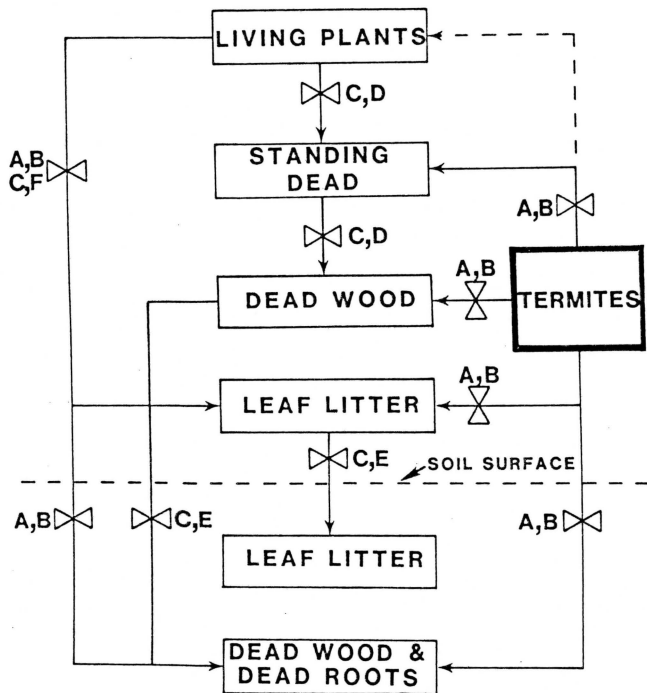 LIVING PLANTS
C,D
A,B
C,F
STANDING
DEAD
A,B
C,D
A,B
DEAD WOOD
TERMITES
A,B
LEAF LITTER
C,E
SOIL SURFACE
A,B
C,E
A,B
LEAF LITTER
DEAD WOOD &
DEAD ROOTS